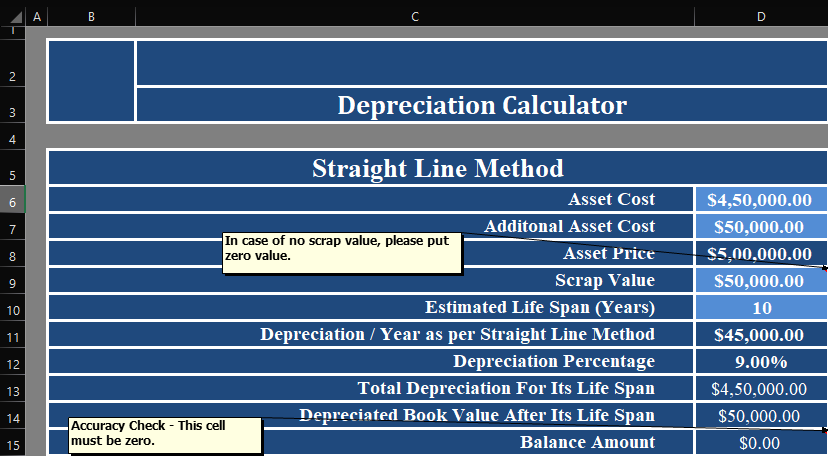 A B C D
1
2
3 Depreciation Calculator
4
5 Straight Line Method
6 Asset Cost $4,50,000.00
7 Additonal Asset Cost $50,000.00
In case of no scrap value, please put
zero value.
8 Asset Price $5,00,000.00
9 Scrap Value $50,000.00
10 Estimated Life Span (Years) 10
11 Depreciation / Year as per Straight Line Method $45,000.00
12 Depreciation Percentage 9.00%
13 Total Depreciation For Its Life Span $4,50,000.00
14 Depreciated Book Value After Its Life Span $50,000.00
Accuracy Check - This cell
must be zero.
15 Balance Amount $0.00